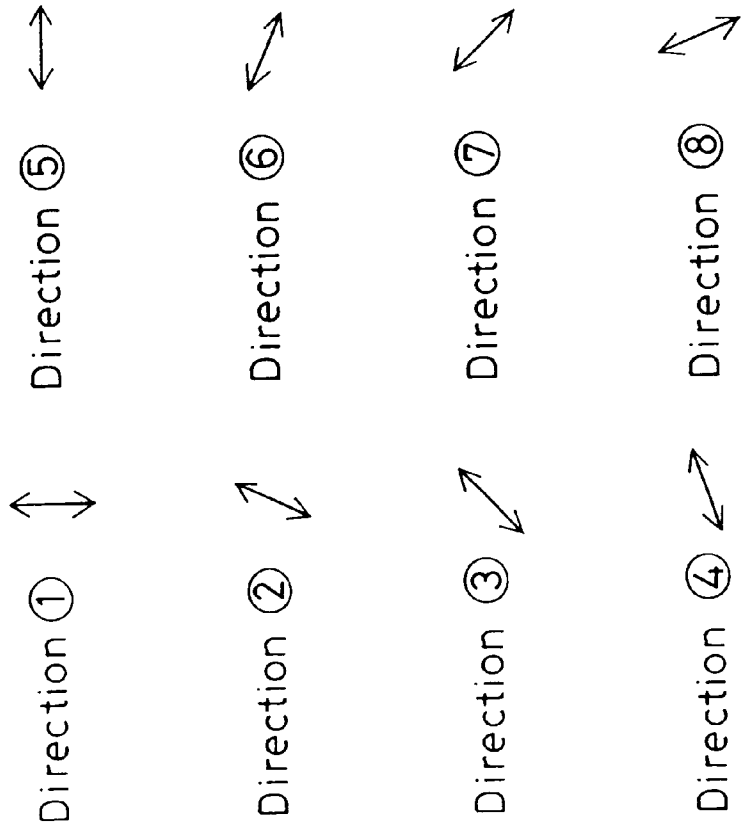 Direction ①
Direction ②
Direction ③
Direction ④
Direction ⑤
Direction ⑥
Direction ⑦
Direction ⑧